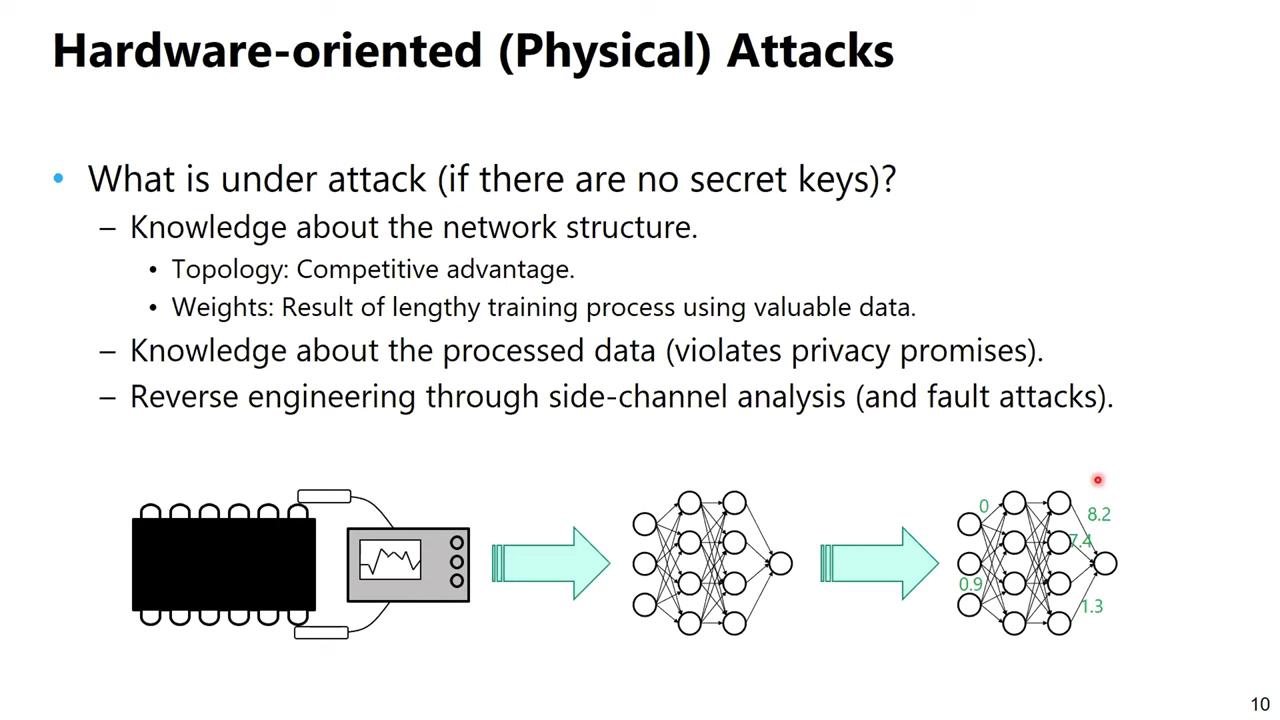 Hardware-oriented (Physical) Attacks
• What is under attack (if there are no secret keys)?
– Knowledge about the network structure.
• Topology: Competitive advantage.
• Weights: Result of lengthy training process using valuable data.
– Knowledge about the processed data (violates privacy promises).
– Reverse engineering through side-channel analysis (and fault attacks).
0
8.2
7.4
0.9
1.3
10